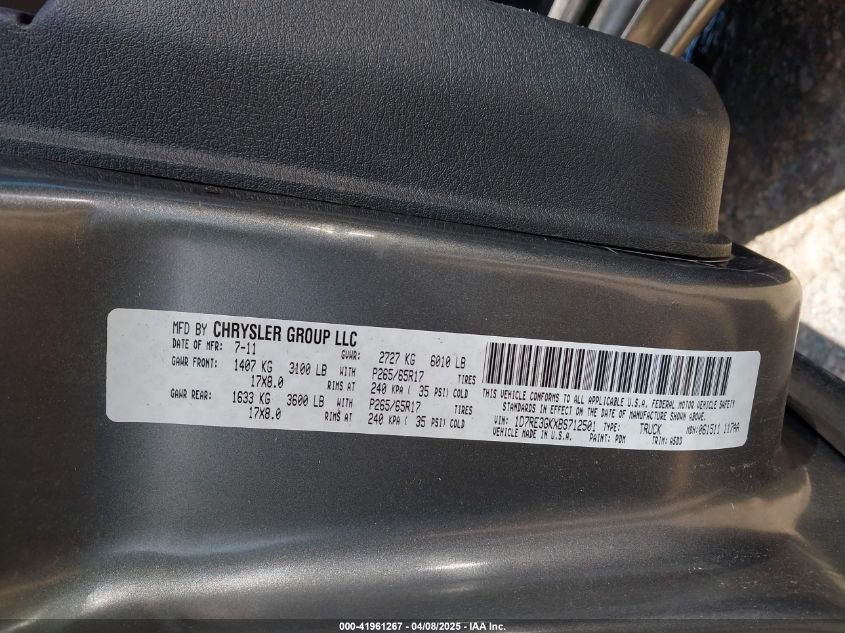 MFD BY CHRYSLER GROUP LLC
DATE OF MFR: 7-11 GVWR: 2727 KG 6010 LB
GAWR FRONT: 1407 KG 3100 LB WITH P265/65R17 TIRES
17X8.0 RIMS AT 240 KPA ( 35 PSI) COLD
GAWR REAR: 1633 KG 3600 LB WITH P265/65R17 TIRES
17X8.0 RIMS AT 240 KPA ( 35 PSI) COLD
THIS VEHICLE CONFORMS TO ALL APPLICABLE U.S.A. FEDERAL MOTOR VEHICLE SAFETY
STANDARDS IN EFFECT ON THE DATE OF MANUFACTURE SHOWN ABOVE.
VIN: 1D7RE3GKXBS712501 TYPE: TRUCK MDH: 061511 117AA
VEHICLE MADE IN U.S.A. PAINT: PDM TRIM: A5DD
000-41961267 - 04/08/2025 - IAA Inc.